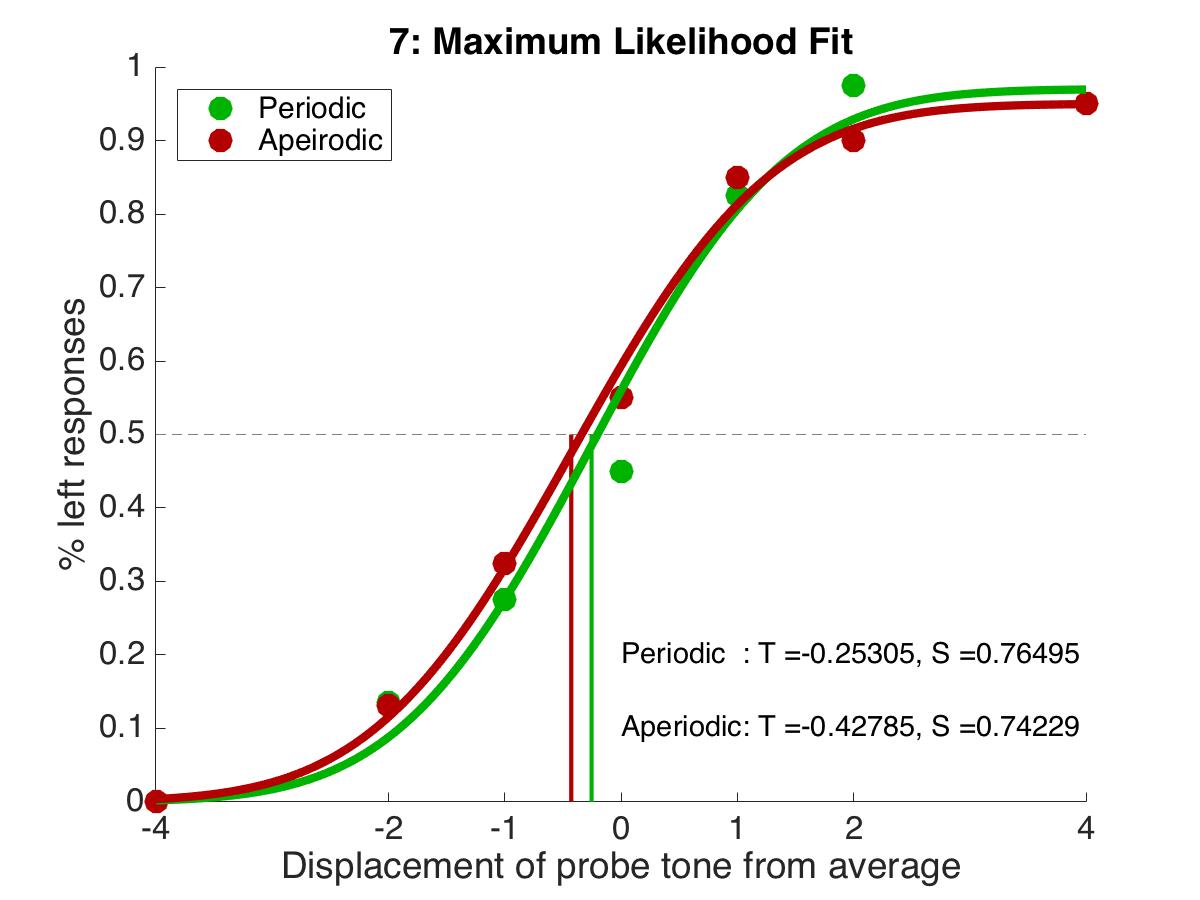 7: Maximum Likelihood Fit
1
Periodic
Apeirodic
0.9
0.8
0.7
0.6
0.5
0.4
0.3
0.2
0.1
0
% left responses
Periodic : T =-0.25305, S =0.76495
Aperiodic: T =-0.42785, S =0.74229
-4 -2 -1 0 1 2 4
Displacement of probe tone from average